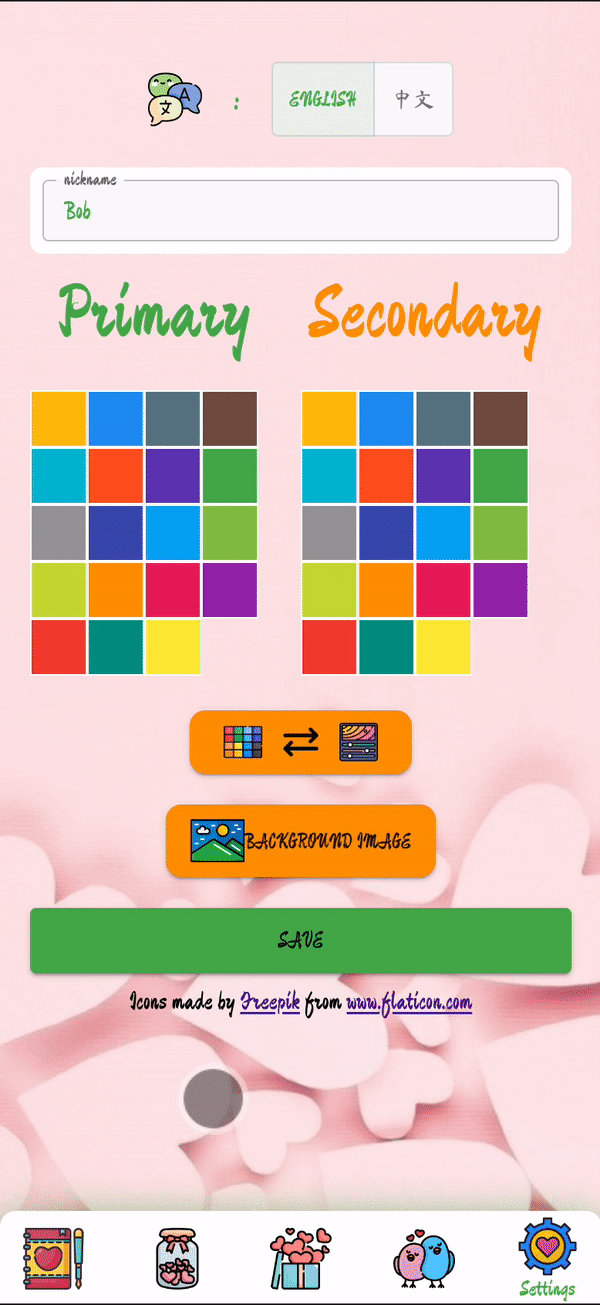 :
ENGLISH 中文
nickname
Bob
Primary Secondary
BACKGROUND IMAGE
SAVE
Icons made by Freepik from www.flaticon.com
Settings